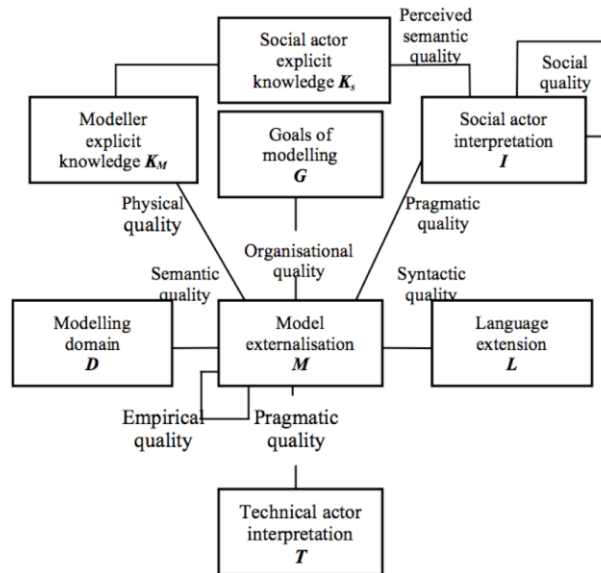 Social actor
explicit
knowledge K_s
Perceived
semantic
quality
Social
quality
Modeller
explicit
knowledge K_M
Goals of
modelling
G
Social actor
interpretation
I
Physical
quality
Organisational
quality
Pragmatic
quality
Semantic
quality
Syntactic
quality
Modelling
domain
D
Model
externalisation
M
Language
extension
L
Empirical
quality
Pragmatic
quality
Technical actor
interpretation
T